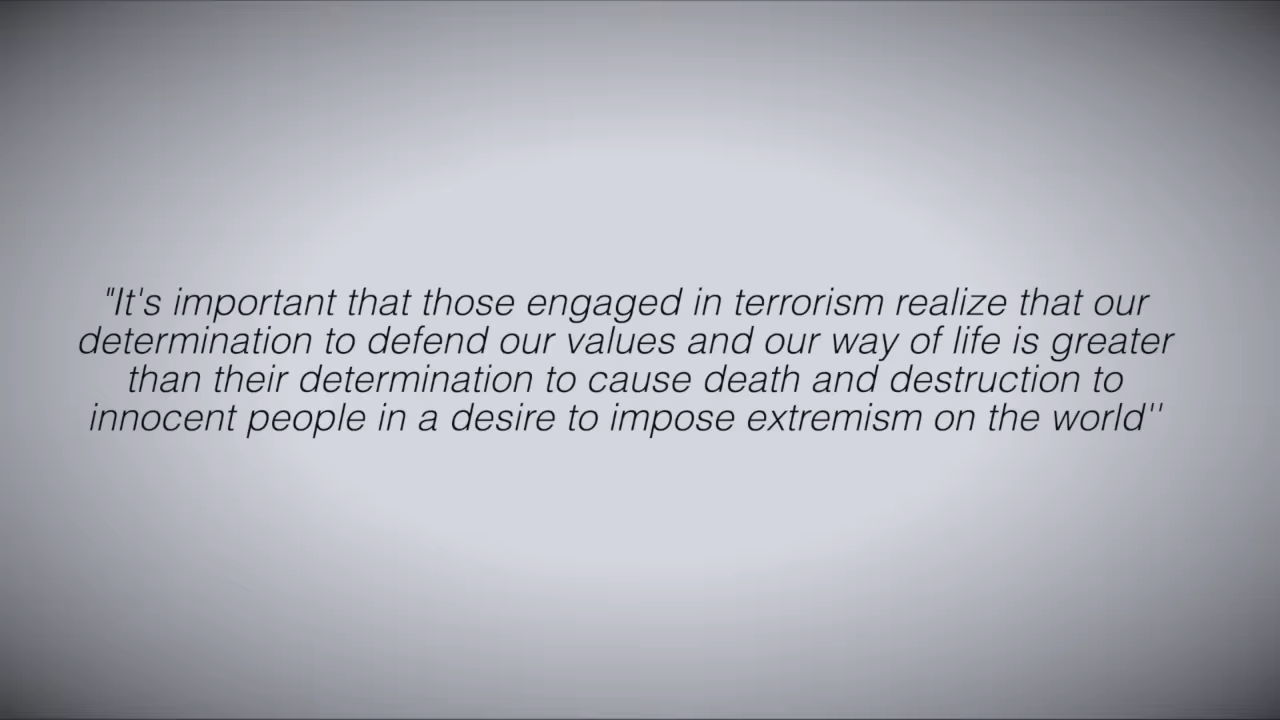 "It's important that those engaged in terrorism realize that our
determination to defend our values and our way of life is greater
than their determination to cause death and destruction to
innocent people in a desire to impose extremism on the world''